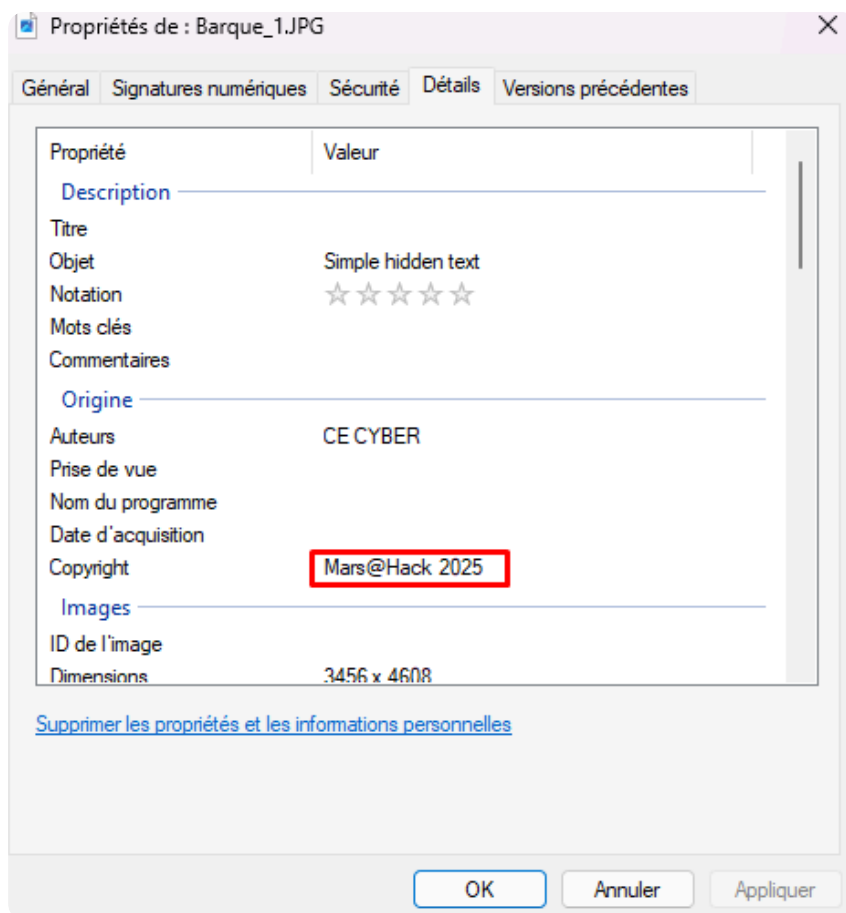 Propriétés de : Barque_1.JPG
Général Signatures numériques Sécurité Détails Versions précédentes
Propriété Valeur
Description
Titre
Objet Simple hidden text
Notation
Mots clés
Commentaires
Origine
Auteurs CE CYBER
Prise de vue
Nom du programme
Date d'acquisition
Copyright Mars@Hack 2025
Images
ID de l'image
Dimensions 3456 x 4608
Supprimer les propriétés et les informations personnelles
OK Annuler Appliquer